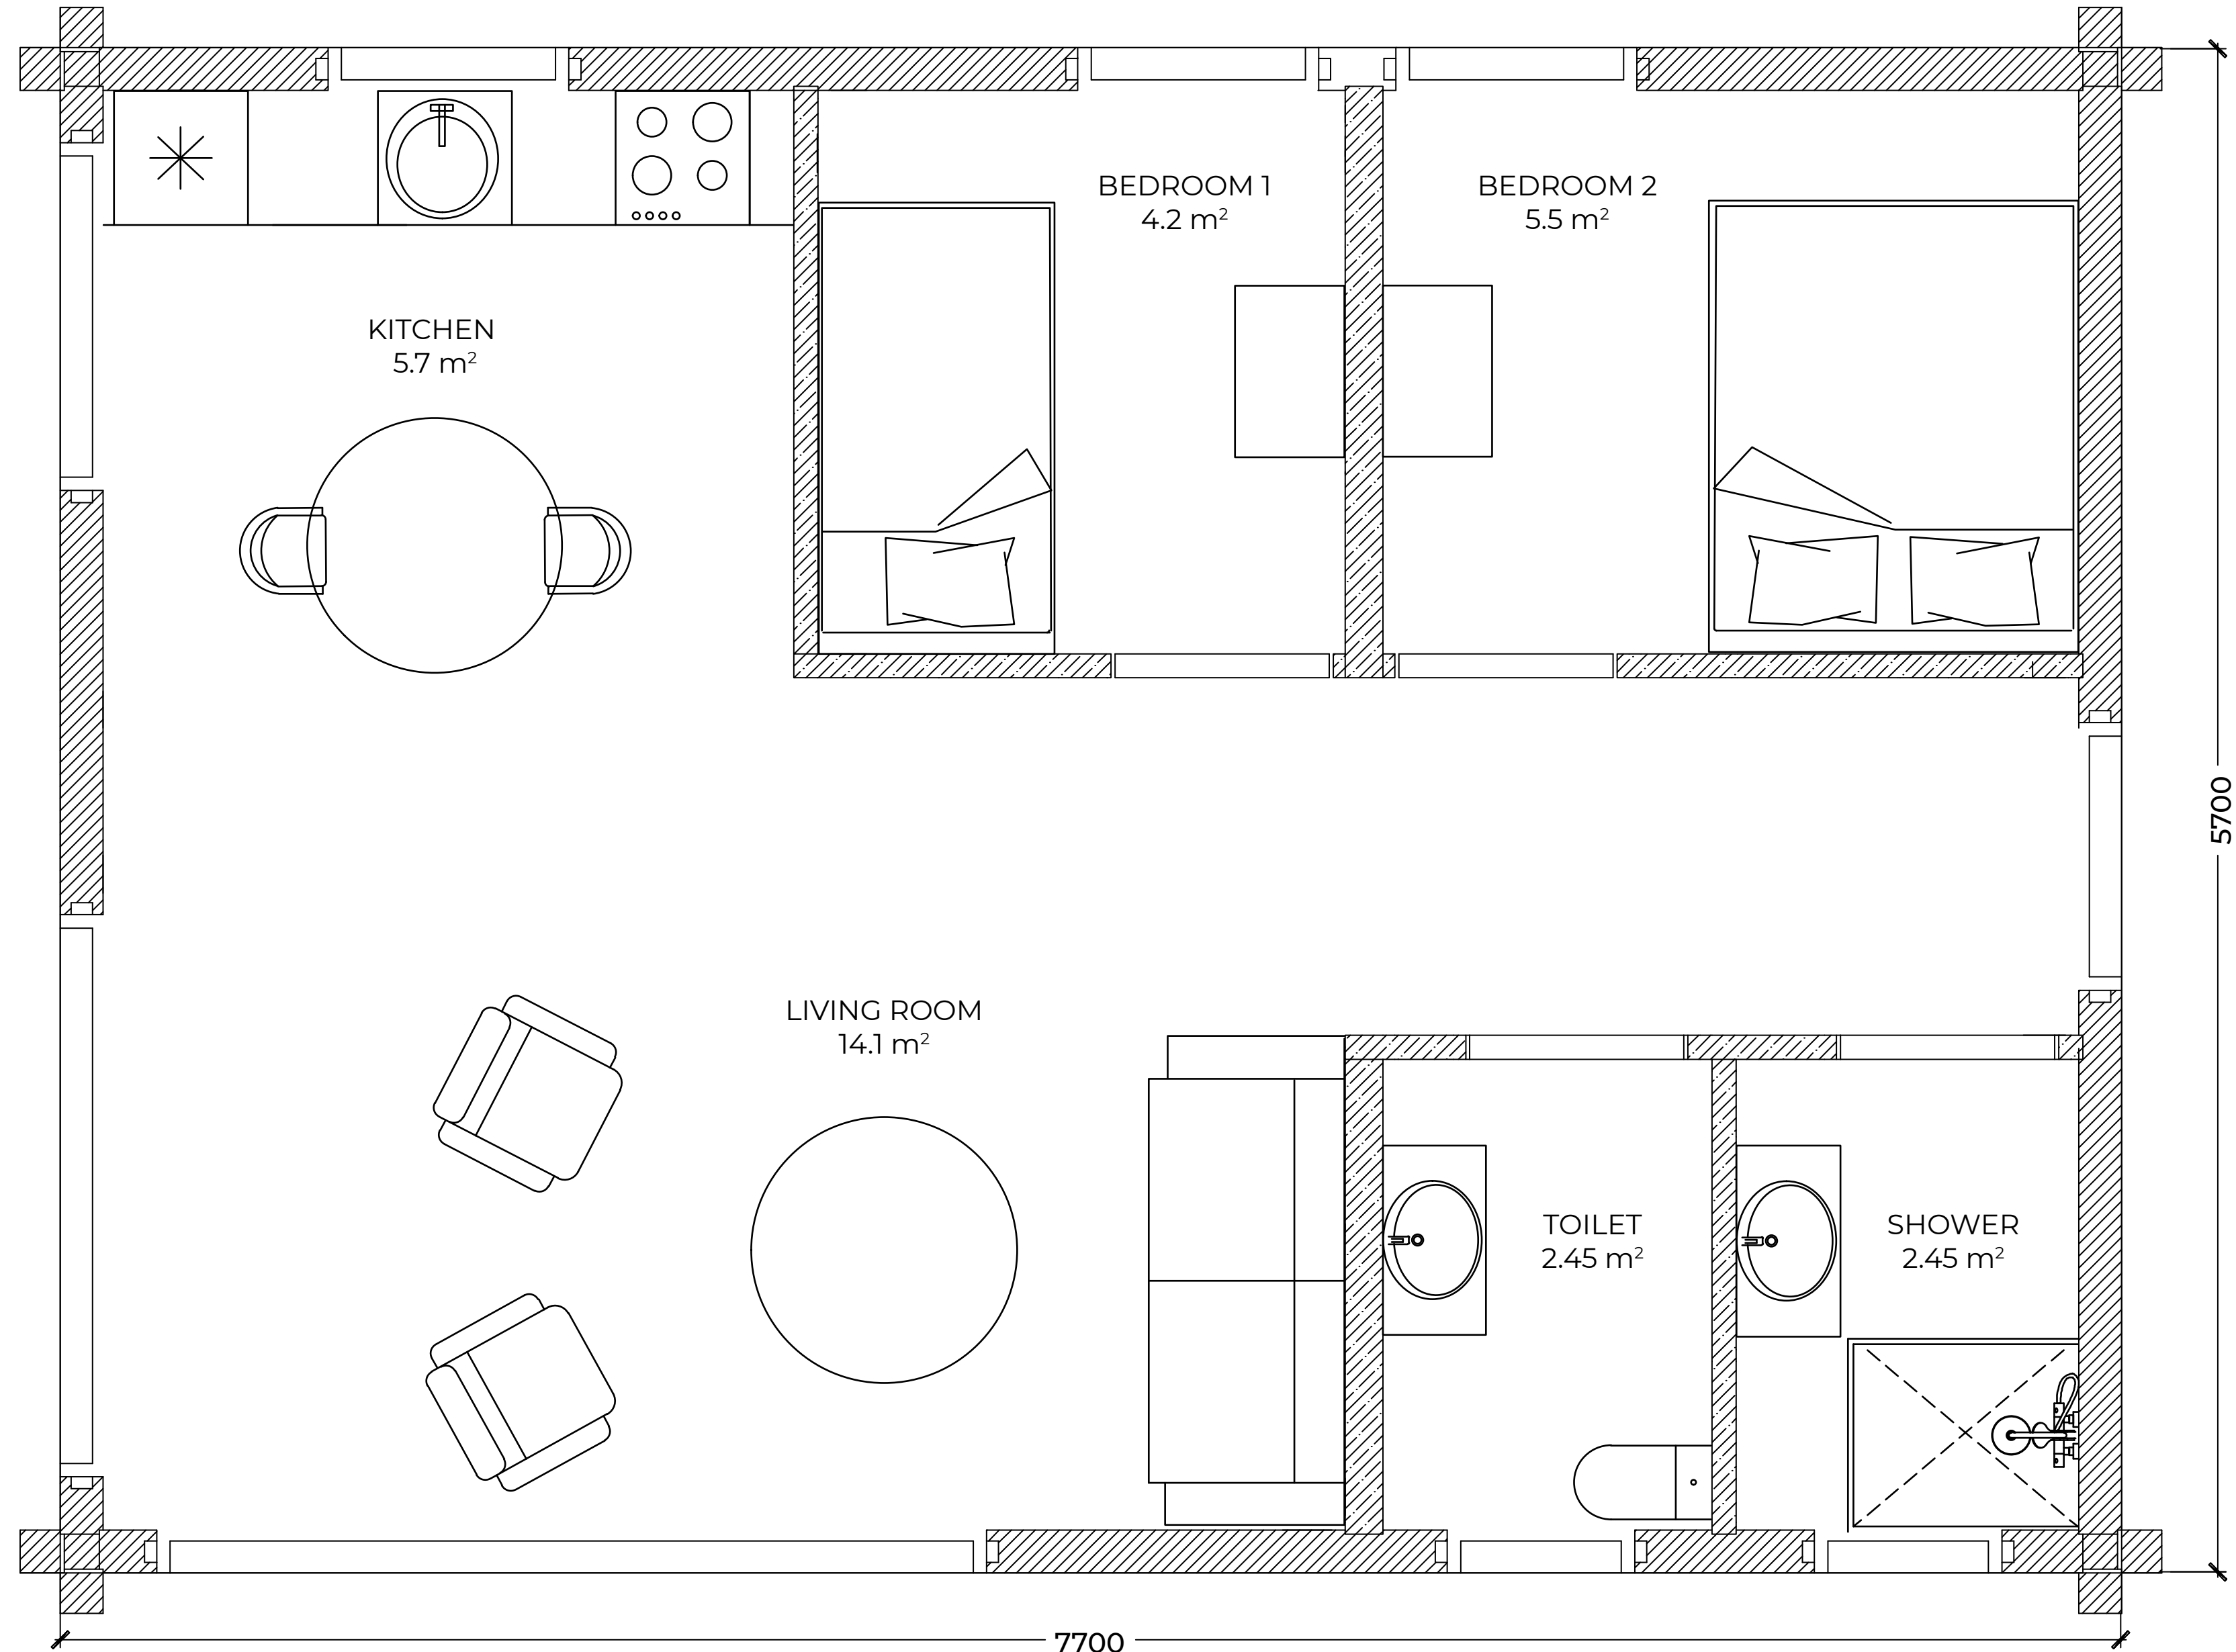 BEDROOM 1
4.2 m²
BEDROOM 2
5.5 m²
KITCHEN
5.7 m²
5700
LIVING ROOM
14.1 m²
TOILET
2.45 m²
SHOWER
2.45 m²
7700